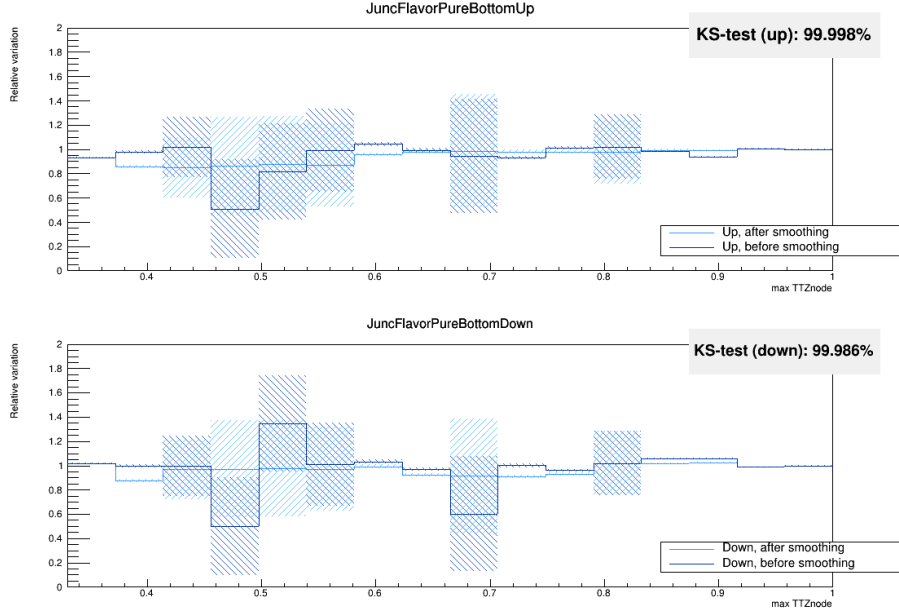 JuncFlavorPureBottomUp
KS-test (up): 99.998%
Relative variation
2
1.8
1.6
1.4
1.2
1
0.8
0.6
0.4
0.2
0
Up, after smoothing
Up, before smoothing
0.4 0.5 0.6 0.7 0.8 0.9 1
max TTZnode
JuncFlavorPureBottomDown
KS-test (down): 99.986%
Relative variation
2
1.8
1.6
1.4
1.2
1
0.8
0.6
0.4
0.2
0
Down, after smoothing
Down, before smoothing
0.4 0.5 0.6 0.7 0.8 0.9 1
max TTZnode